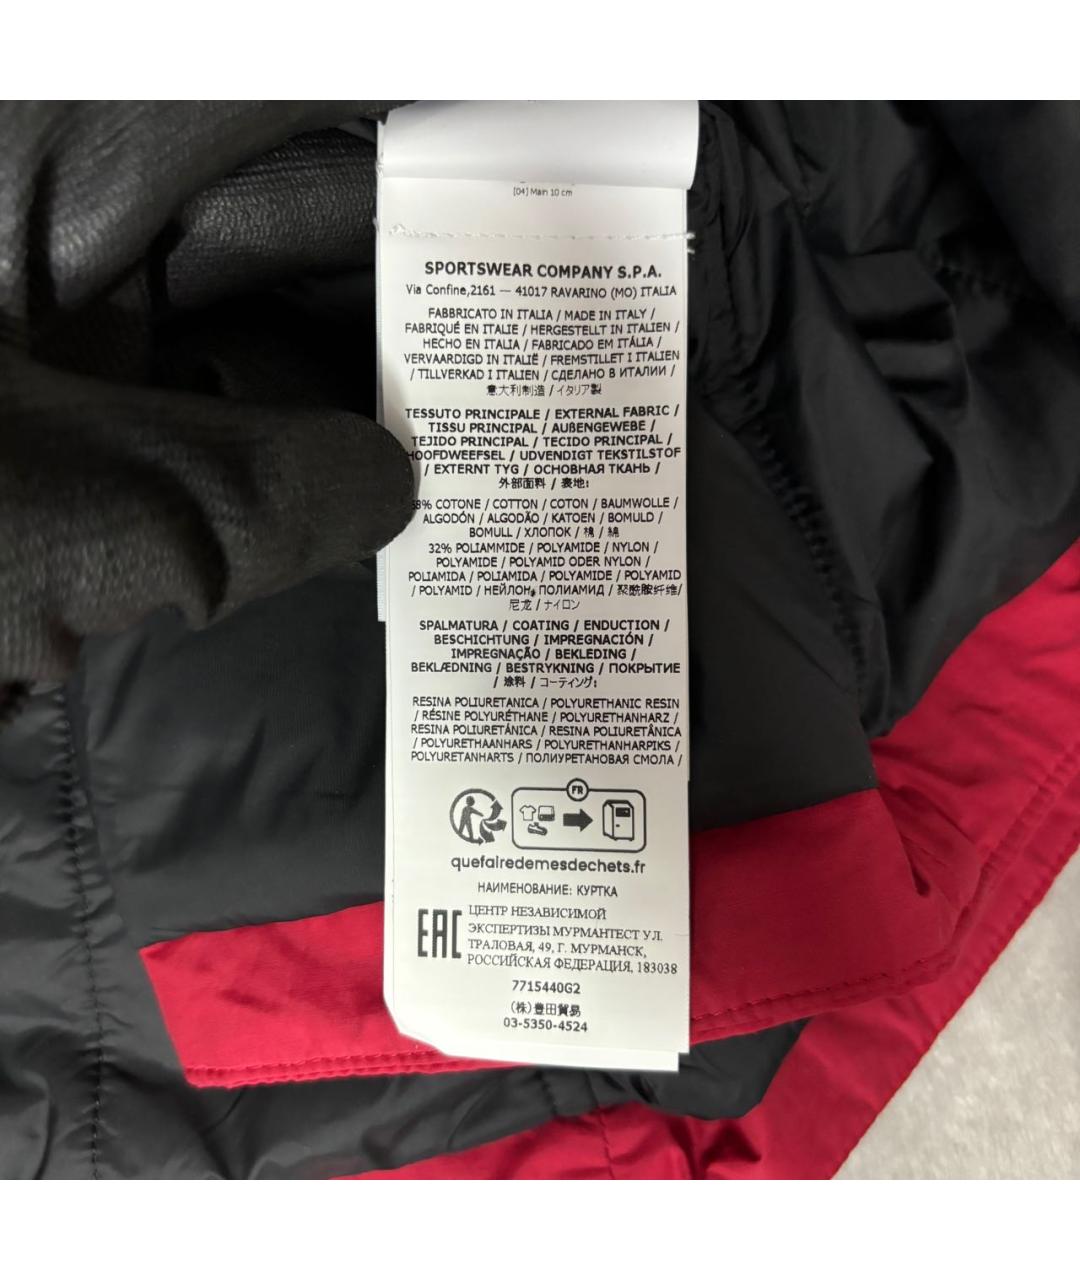 [04] Main 10 cm
SPORTSWEAR COMPANY S.P.A.
Via Confine,2161 — 41017 RAVARINO (MO) ITALIA
FABBRICATO IN ITALIA / MADE IN ITALY /
FABRIQUÉ EN ITALIE / HERGESTELLT IN ITALIEN /
HECHO EN ITALIA / FABRICADO EM ITÁLIA /
VERVAARDIGD IN ITALIË / FREMSTILLET I ITALIEN
/ TILLVERKAD I ITALIEN / СДЕЛАНО В ИТАЛИИ /
意大利制造 / イタリア製
TESSUTO PRINCIPALE / EXTERNAL FABRIC /
TISSU PRINCIPAL / AUßENGEWEBE /
TEJIDO PRINCIPAL / TECIDO PRINCIPAL /
HOOFDWEEFSEL / UDVENDIGT TEKSTILSTOF
/ EXTERNT TYG / ОСНОВНАЯ ТКАНЬ /
外部面料 / 表地:
68% COTONE / COTTON / COTON / BAUMWOLLE /
ALGODÓN / ALGODÃO / KATOEN / BOMULD /
BOMULL / ХЛОПОК / 棉 / 綿
32% POLIAMMIDE / POLYAMIDE / NYLON /
POLYAMIDE / POLYAMID ODER NYLON /
POLIAMIDA / POLIAMIDA / POLYAMIDE / POLYAMID
/ POLYAMID / НЕЙЛОН, ПОЛИАМИД / 聚酰胺纤维/
尼龙 / ナイロン
SPALMATURA / COATING / ENDUCTION /
BESCHICHTUNG / IMPREGNACIÓN /
IMPREGNAÇÃO / BEKLEDING /
BEKLÆDNING / BESTRYKNING / ПОКРЫТИЕ
/ 涂料 / コーティング:
RESINA POLIURETANICA / POLYURETHANIC RESIN
/ RÉSINE POLYURÉTHANE / POLYURETHANHARZ /
RESINA POLIURETÁNICA / RESINA POLIURETÂNICA
/ POLYURETHAANHARS / POLYURETHANHARPIKS /
POLYURETANHARTS / ПОЛИУРЕТАНОВАЯ СМОЛА /
FR
quefairedemesdechets.fr
НАИМЕНОВАНИЕ: КУРТКА
EAC
ЦЕНТР НЕЗАВИСИМОЙ
ЭКСПЕРТИЗЫ МУРМАНТЕСТ УЛ.
ТРАЛОВАЯ, 49, Г. МУРМАНСК,
РОССИЙСКАЯ ФЕДЕРАЦИЯ, 183038
7715440G2
(株)豊田貿易
03-5350-4524